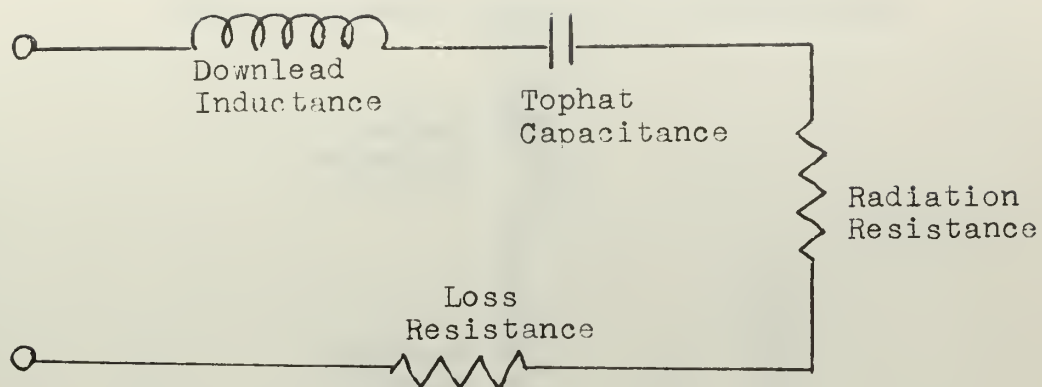 Downlead
Inductance
Tophat
Capacitance
Radiation
Resistance
Loss
Resistance